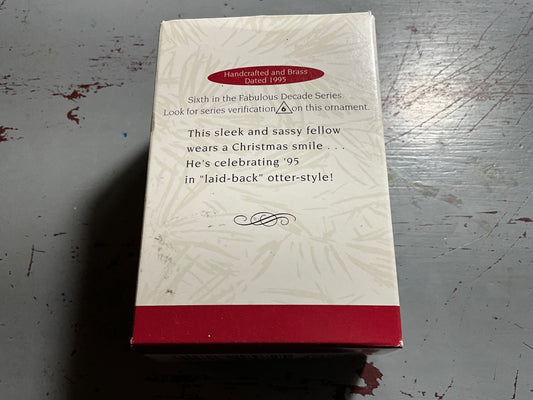 Handcrafted and Brass
Dated 1995
Sixth in the Fabulous Decade Series.
Look for series verification 6 on this ornament.
This sleek and sassy fellow
wears a Christmas smile . . .
He's celebrating '95
in "laid-back" otter-style!